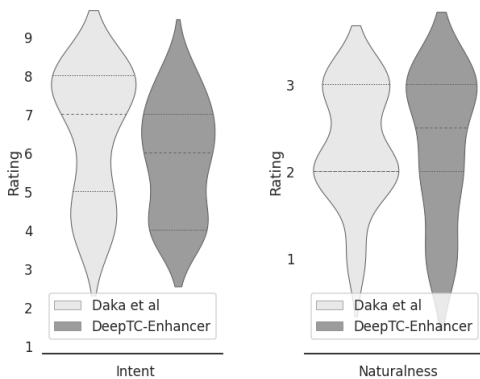 9
8
7
6
5
4
3
2
1
Rating
Daka et al
DeepTC-Enhancer
Intent
3
2
1
Rating
Daka et al
DeepTC-Enhancer
Naturalness